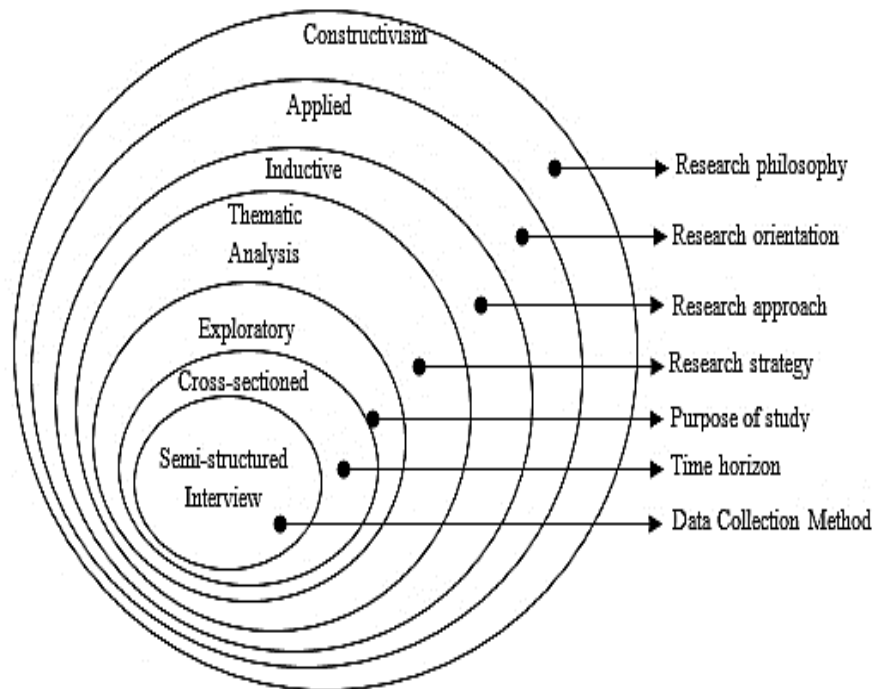 Constructivism
Applied
Inductive
Thematic
Analysis
Exploratory
Cross-sectioned
Semi-structured
Interview
Research philosophy
Research orientation
Research approach
Research strategy
Purpose of study
Time horizon
Data Collection Method